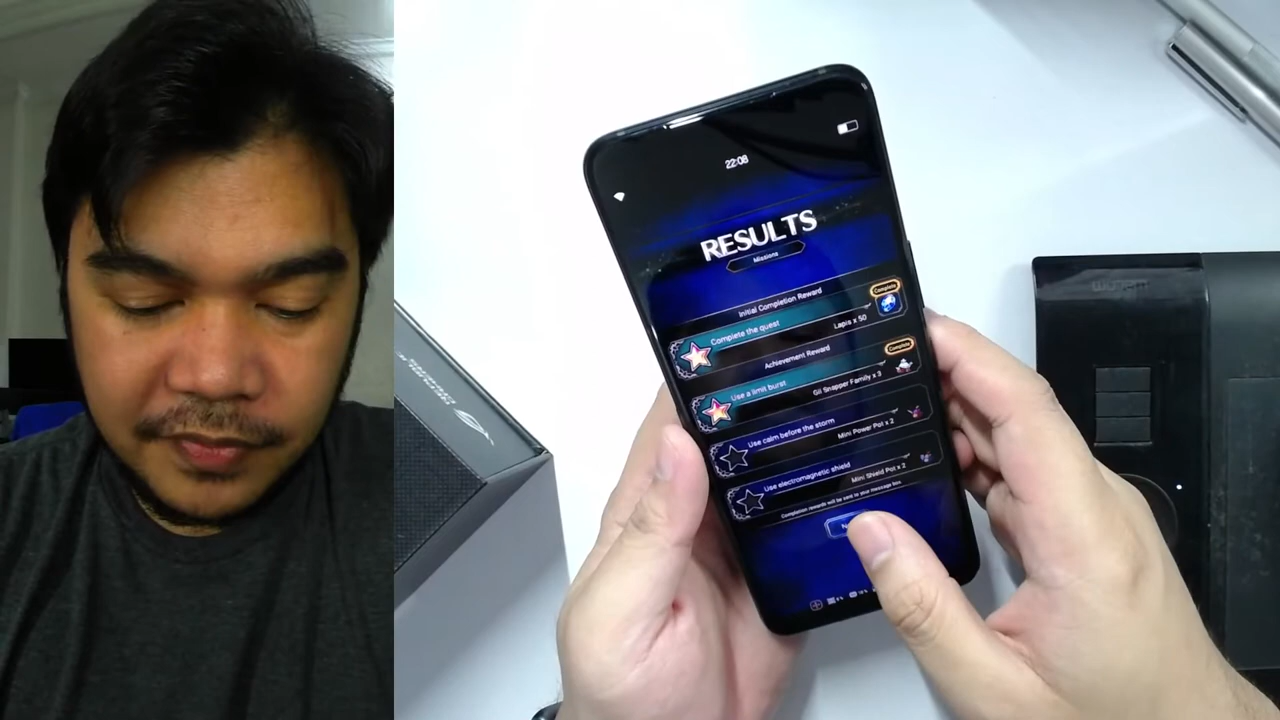 22:08
RESULTS
Missions
Initial Completion Reward
Complete
Complete the quest
Lapis x 50
Achievement Reward
Complete
Use a limit burst
Gil Snapper Family x 3
Use calm before the storm
Mini Power Pot x 2
Use electromagnetic shield
Mini Shield Pot x 2
Completion rewards will be sent to your message box.
wacom